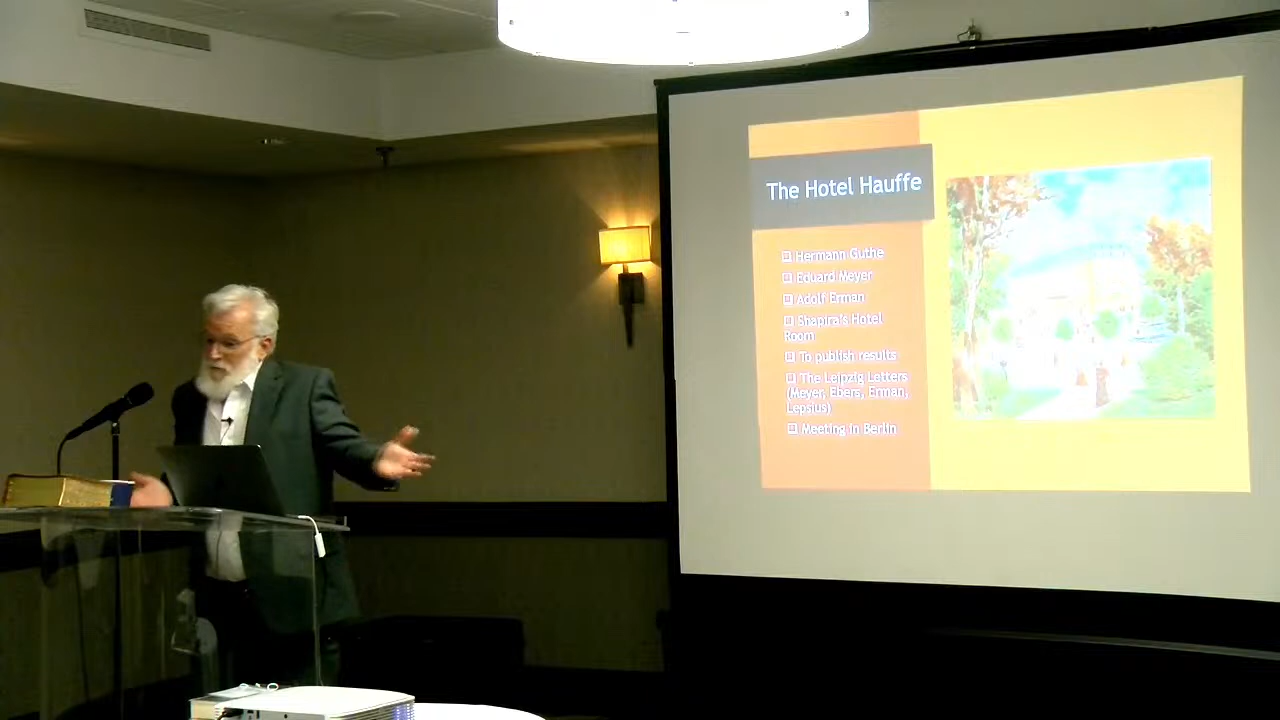 The Hotel Hauffe
Hermann Guthe
Eduard Meyer
Adolf Erman
Shapira's Hotel
Room
To publish results
The Leipzig Letters
(Meyer, Ebers, Erman,
Lepsius)
Meeting in Berlin